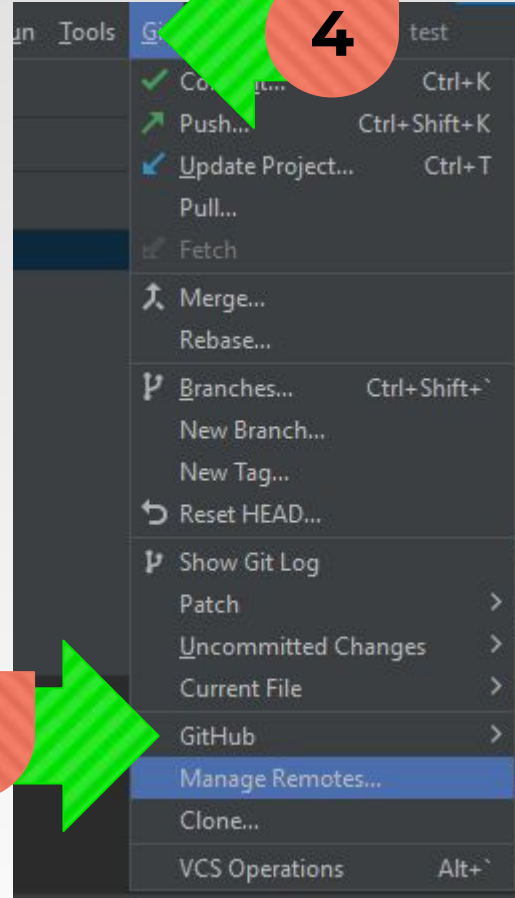 Tools
4
test
Ctrl+K
Push... Ctrl+Shift+K
Update Project... Ctrl+T
Pull...
Fetch
Merge...
Rebase...
Branches... Ctrl+Shift+`
New Branch...
New Tag...
Reset HEAD...
Show Git Log
Patch
Uncommitted Changes
Current File
GitHub
Manage Remotes...
Clone...
VCS Operations Alt+`